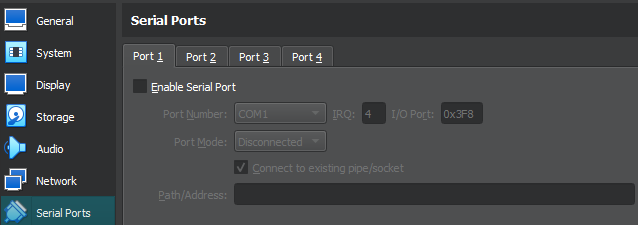 General
System
Display
Storage
Audio
Network
Serial Ports
Serial Ports
Port 1 Port 2 Port 3 Port 4
Enable Serial Port
Port Number: COM1 IRQ: 4 I/O Port: 0x3F8
Port Mode: Disconnected
Connect to existing pipe/socket
Path/Address: